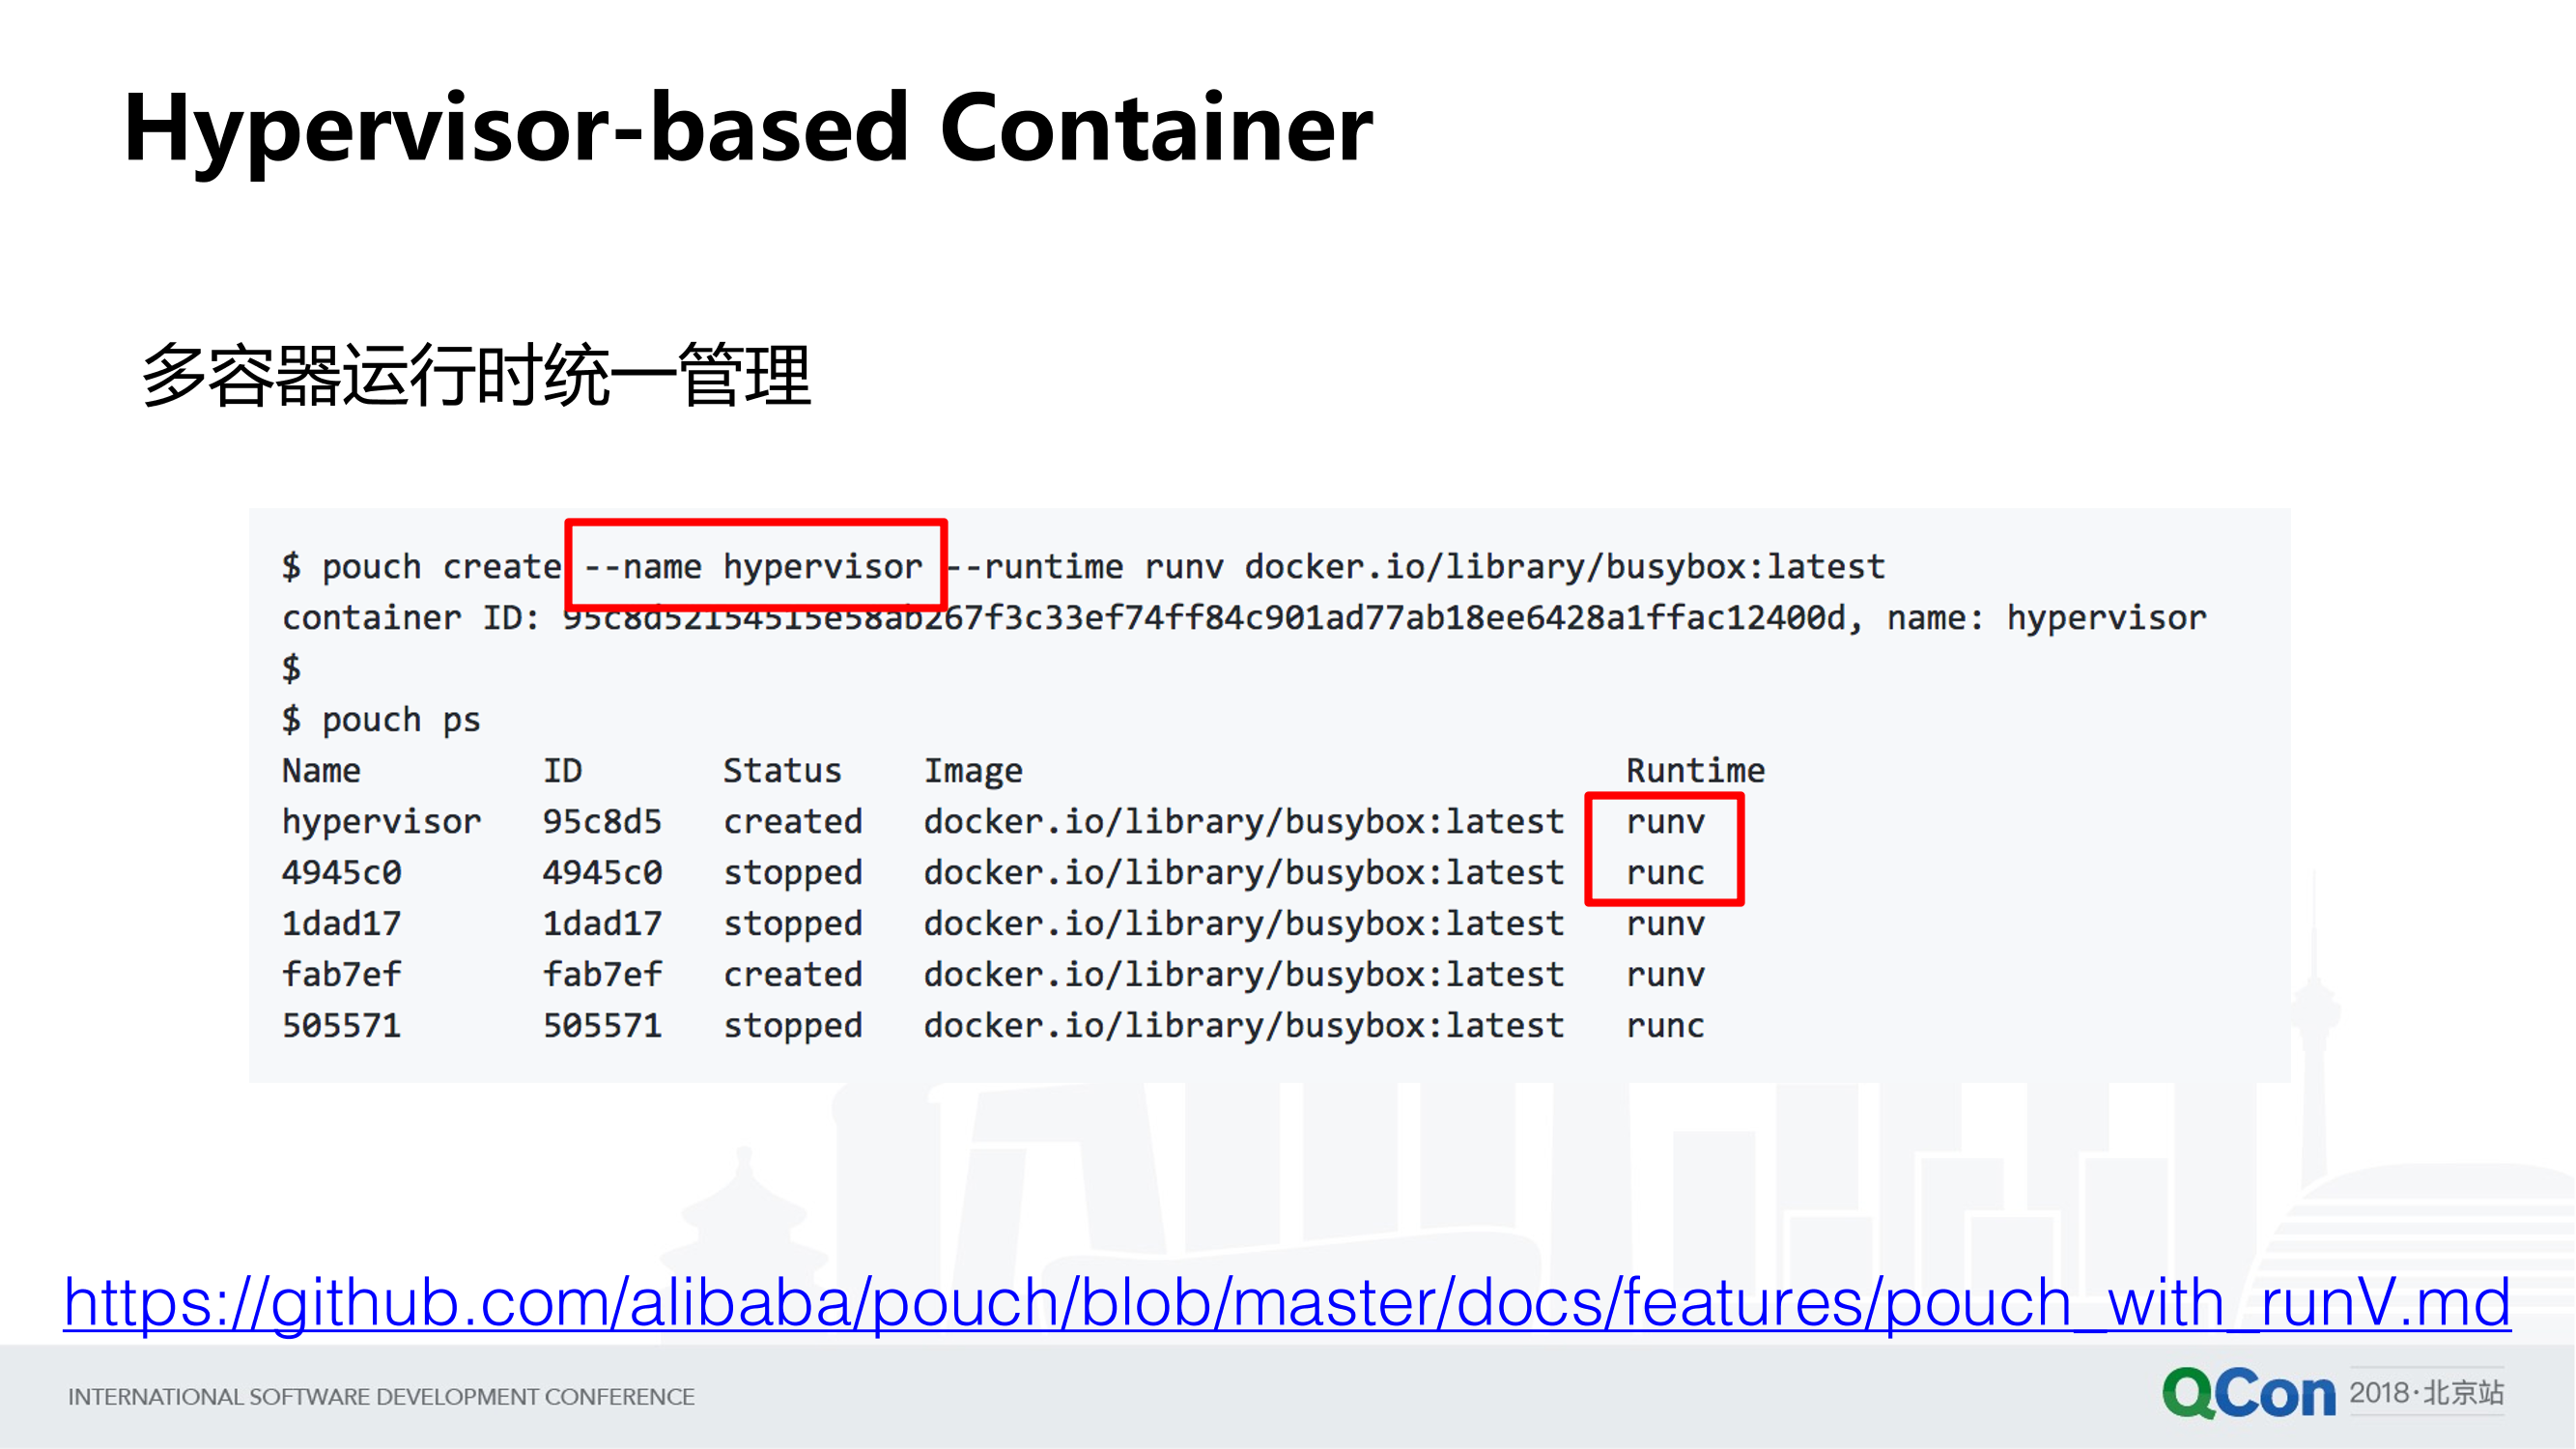 Hypervisor-based Container
多容器运行时统一管理
$ pouch create --name hypervisor --runtime runv docker.io/library/busybox:latest
container ID: 95c8d52154515e58ab267f3c33ef74ff84c901ad77ab18ee6428a1ffac12400d, name: hypervisor
$
$ pouch ps
Name ID Status Image Runtime
hypervisor 95c8d5 created docker.io/library/busybox:latest runv
4945c0 4945c0 stopped docker.io/library/busybox:latest runc
1dad17 1dad17 stopped docker.io/library/busybox:latest runv
fab7ef fab7ef created docker.io/library/busybox:latest runv
505571 505571 stopped docker.io/library/busybox:latest runc
https://github.com/alibaba/pouch/blob/master/docs/features/pouch_with_runV.md
INTERNATIONAL SOFTWARE DEVELOPMENT CONFERENCE
QCon 2018·北京站